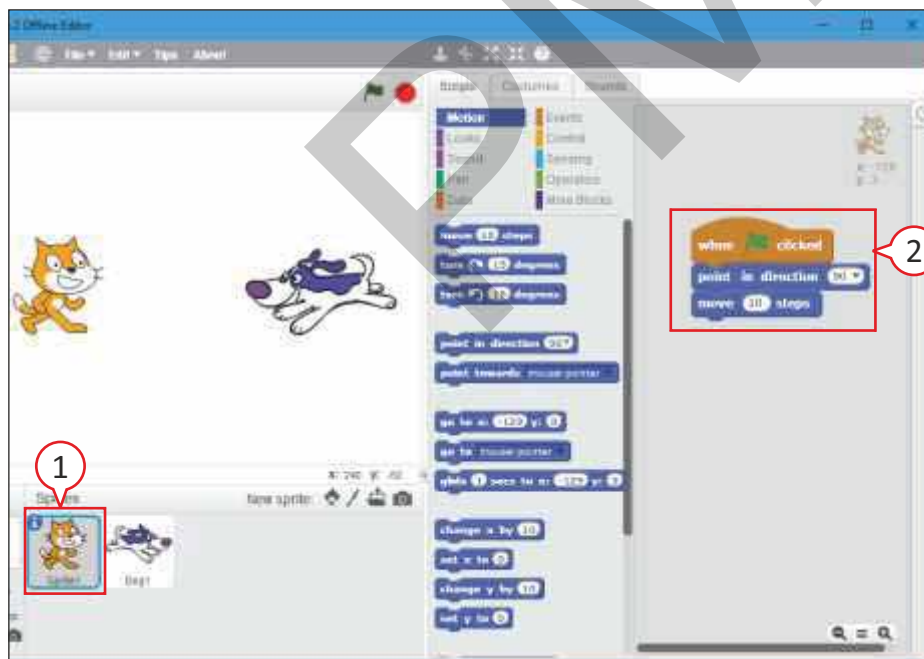 2 Offline Editor
File Edit Tips About
Scripts Costumes Sounds
Motion Events
Looks Control
Sound Sensing
Pen Operators
Data More Blocks
move 10 steps
turn 15 degrees
turn 15 degrees
point in direction 90
point towards mouse-pointer
go to x: -129 y: 0
go to mouse-pointer
glide 1 secs to x: -129 y: 0
change x by 10
set x to 0
change y by 10
set y to 0
when clicked
point in direction 90
move 10 steps
2
1
Sprites New sprite:
Sprite1 Dog1